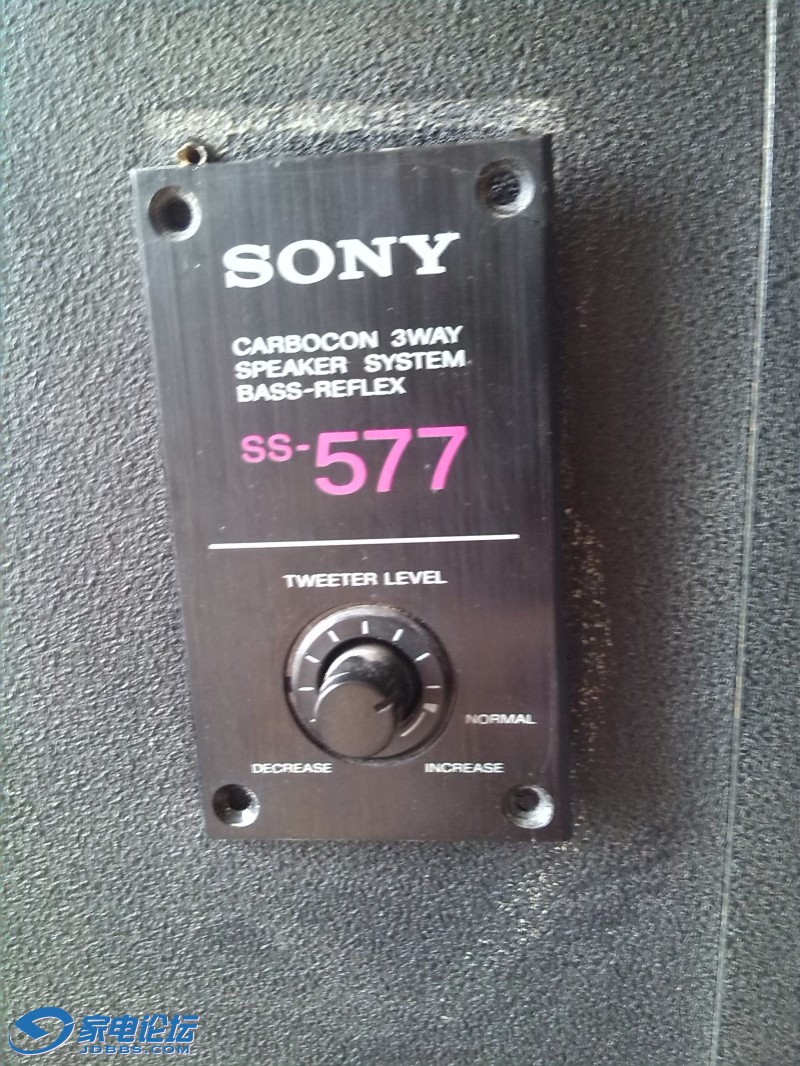 SONY
CARBOCON 3WAY
SPEAKER SYSTEM
BASS-REFLEX
SS-577
TWEETER LEVEL
NORMAL
DECREASE INCREASE
家电论坛
JDBBS.COM